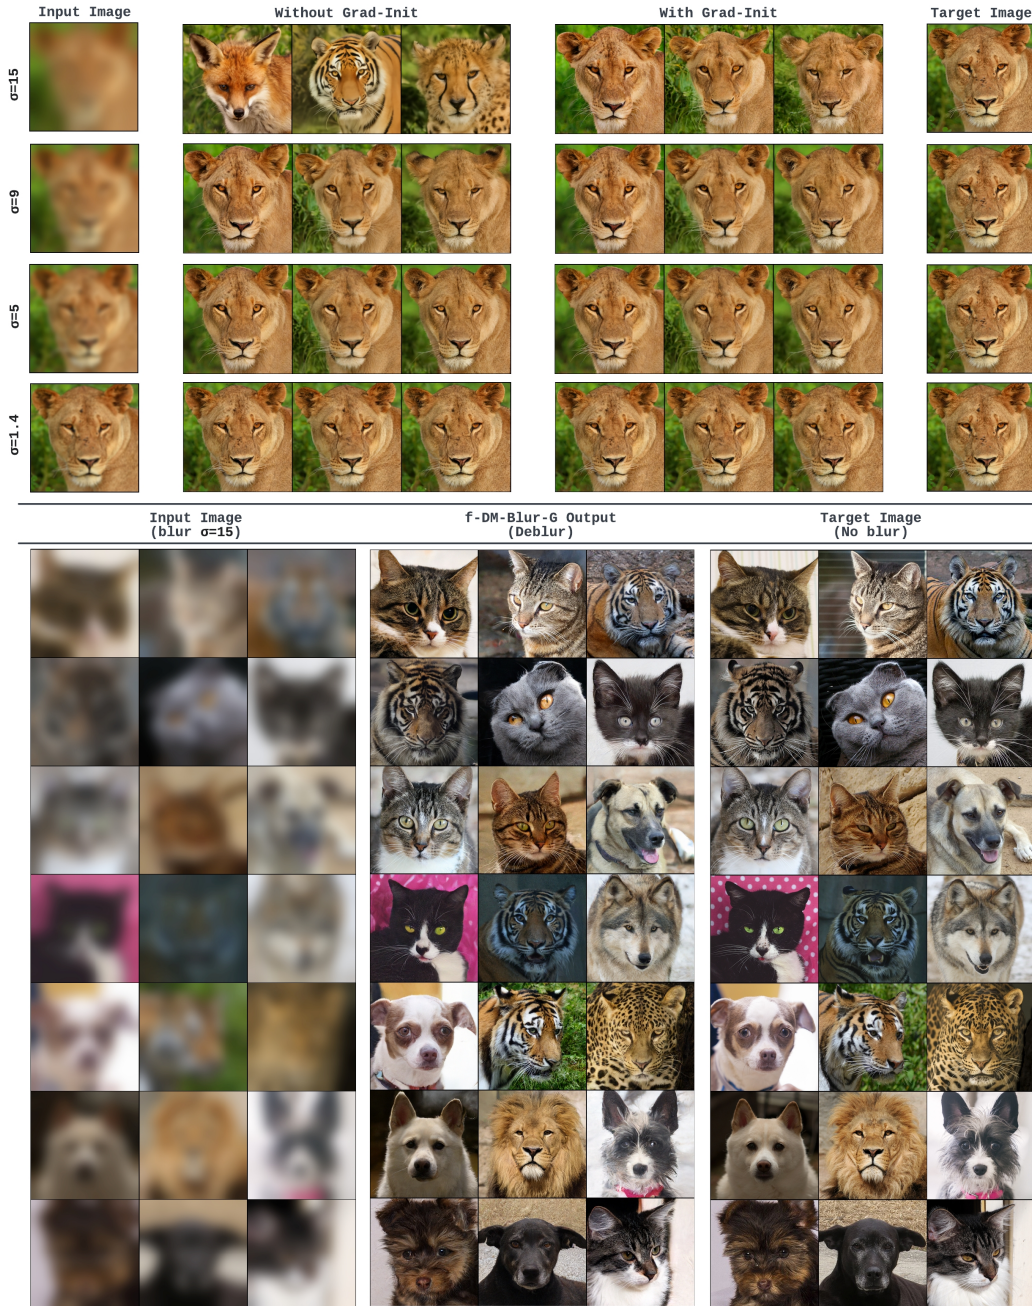 Input Image Without Grad-Init With Grad-Init Target Image
σ=15
σ=9
σ=5
σ=1.4
Input Image f-DM-Blur-G Output Target Image
(blur σ=15) (Deblur) (No blur)